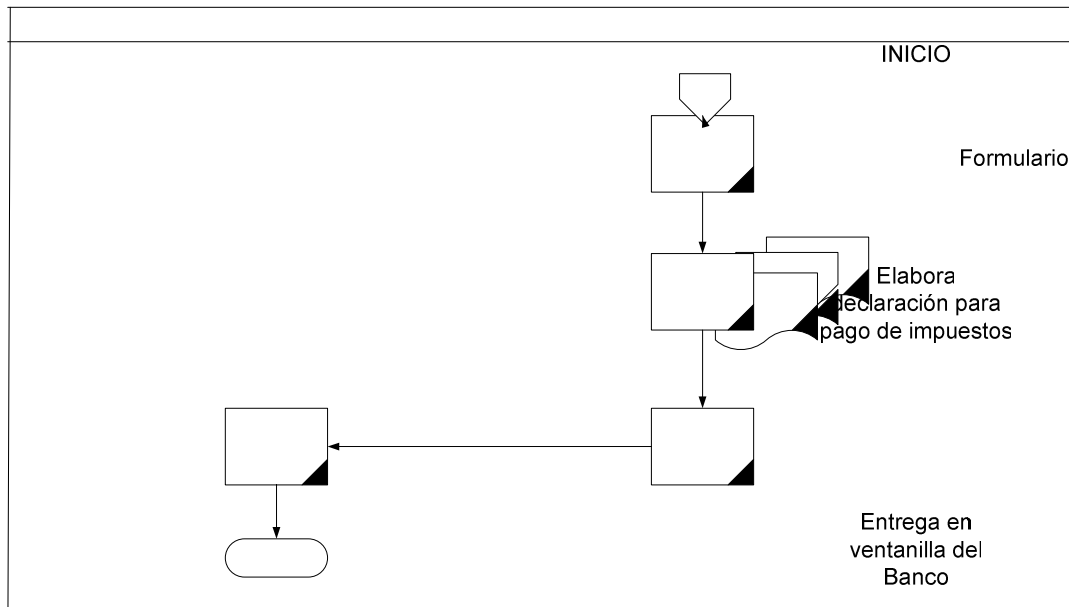 INICIO
Formulario
Elabora
declaración para
pago de impuestos
Entrega en
ventanilla del
Banco